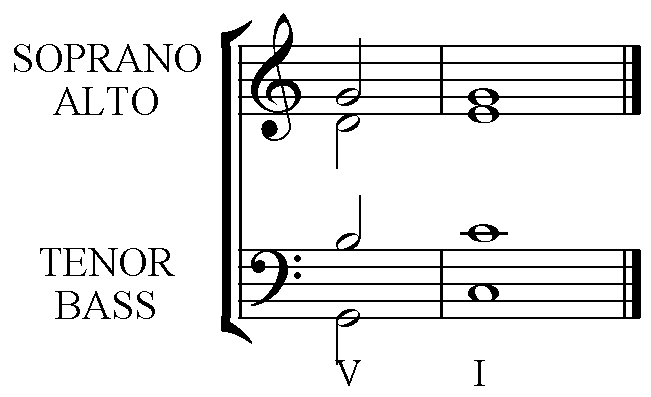 SOPRANO
ALTO
TENOR
BASS
V I